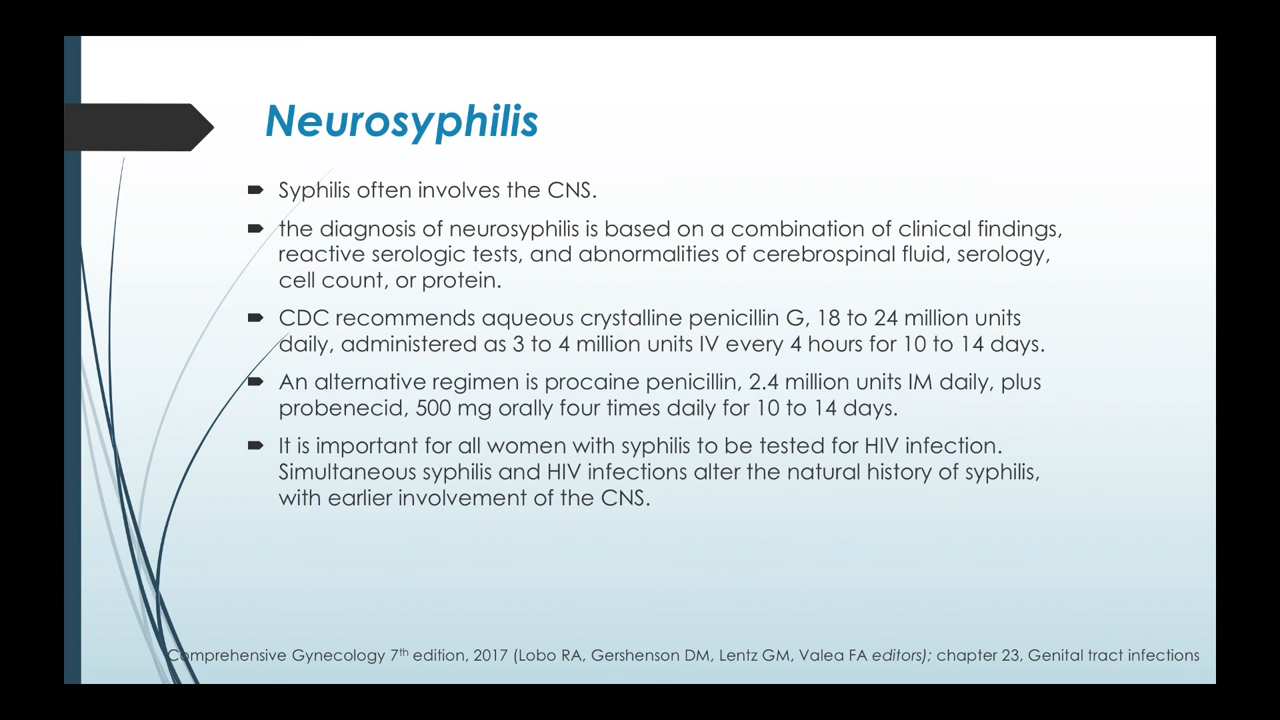 Neurosyphilis
Syphilis often involves the CNS.
the diagnosis of neurosyphilis is based on a combination of clinical findings,
reactive serologic tests, and abnormalities of cerebrospinal fluid, serology,
cell count, or protein.
CDC recommends aqueous crystalline penicillin G, 18 to 24 million units
daily, administered as 3 to 4 million units IV every 4 hours for 10 to 14 days.
An alternative regimen is procaine penicillin, 2.4 million units IM daily, plus
probenecid, 500 mg orally four times daily for 10 to 14 days.
It is important for all women with syphilis to be tested for HIV infection.
Simultaneous syphilis and HIV infections alter the natural history of syphilis,
with earlier involvement of the CNS.
Comprehensive Gynecology 7th edition, 2017 (Lobo RA, Gershenson DM, Lentz GM, Valea FA editors); chapter 23, Genital tract infections